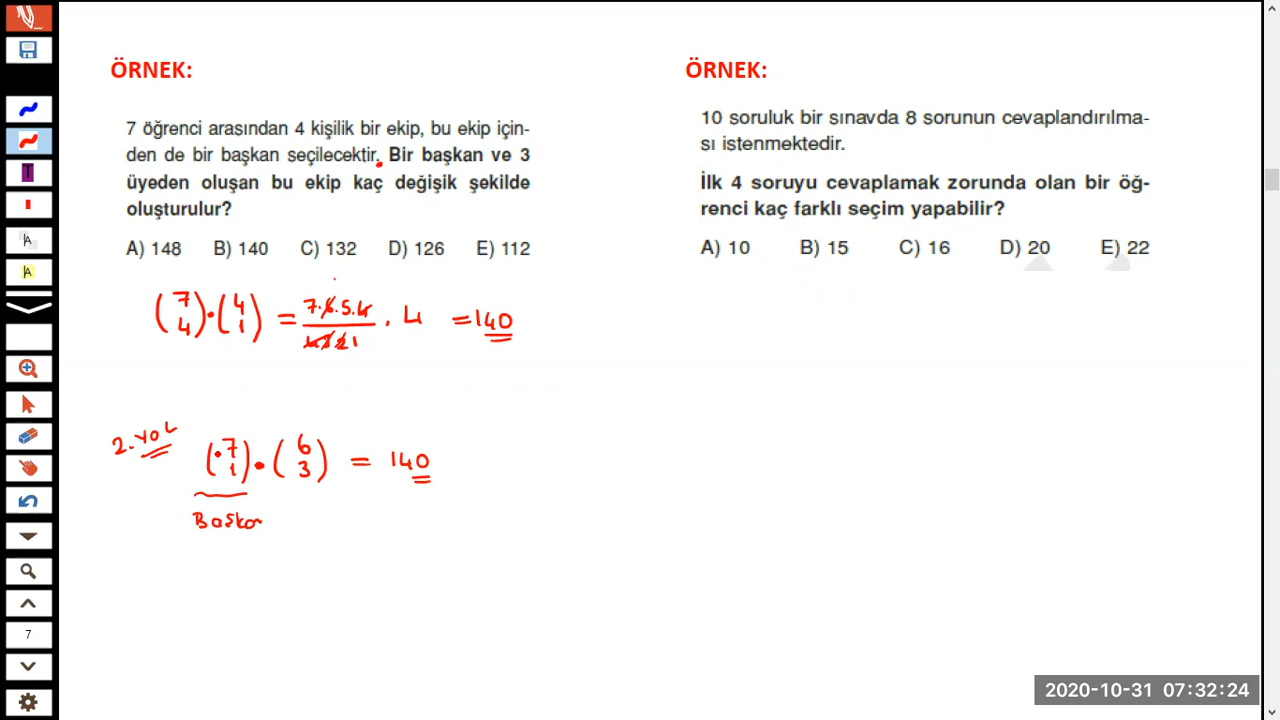 ÖRNEK:
7 öğrenci arasından 4 kişilik bir ekip, bu ekip için-
den de bir başkan seçilecektir. Bir başkan ve 3
üyeden oluşan bu ekip kaç değişik şekilde
oluşturulur?
A) 148 B) 140 C) 132 D) 126 E) 112
(7 4) · (4 1) = 7.6.5.4 / 4 3 2 1 . 4 = 140
2. YOL (7 1) · (6 3) = 140
Başka
ÖRNEK:
10 soruluk bir sınavda 8 sorunun cevaplandırılma-
sı istenmektedir.
İlk 4 soruyu cevaplamak zorunda olan bir öğ-
renci kaç farklı seçim yapabilir?
A) 10 B) 15 C) 16 D) 20 E) 22
T
A
A
7
2020-10-31 07:32:24